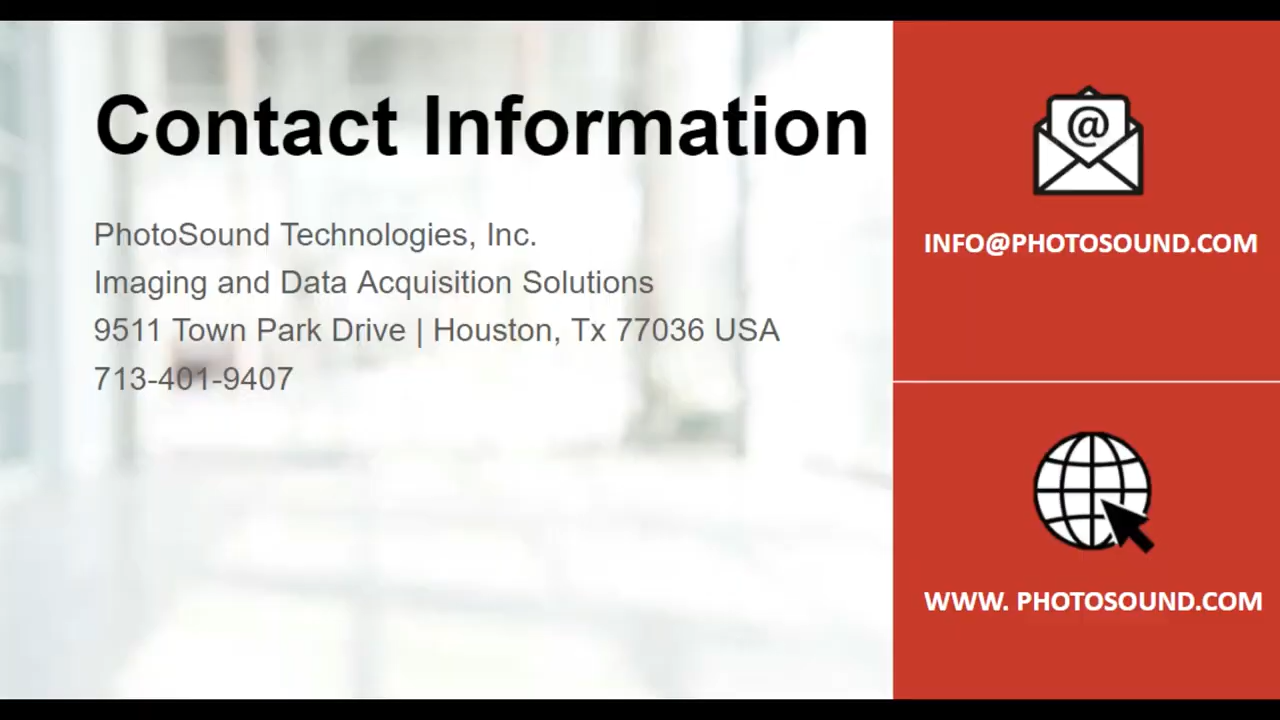 Contact Information
PhotoSound Technologies, Inc.
Imaging and Data Acquisition Solutions
9511 Town Park Drive | Houston, Tx 77036 USA
713-401-9407
@
INFO@PHOTOSOUND.COM
WWW. PHOTOSOUND.COM